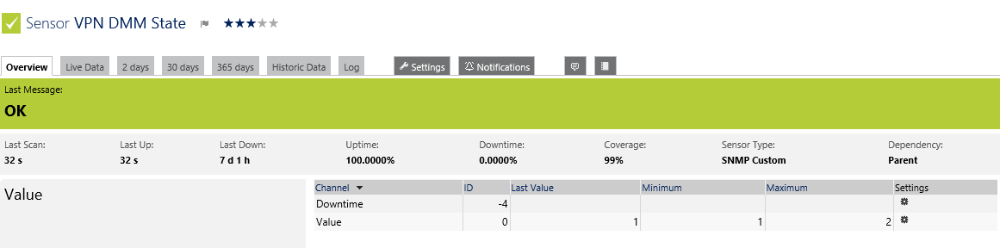 Sensor VPN DMM State
Overview Live Data 2 days 30 days 365 days Historic Data Log Settings Notifications
Last Message:
OK
Last Scan: Last Up: Last Down: Uptime: Downtime: Coverage: Sensor Type: Dependency:
32 s 32 s 7 d 1 h 100.0000% 0.0000% 99% SNMP Custom Parent
Value
Channel ID Last Value Minimum Maximum Settings
Downtime -4
Value 0 1 1 2